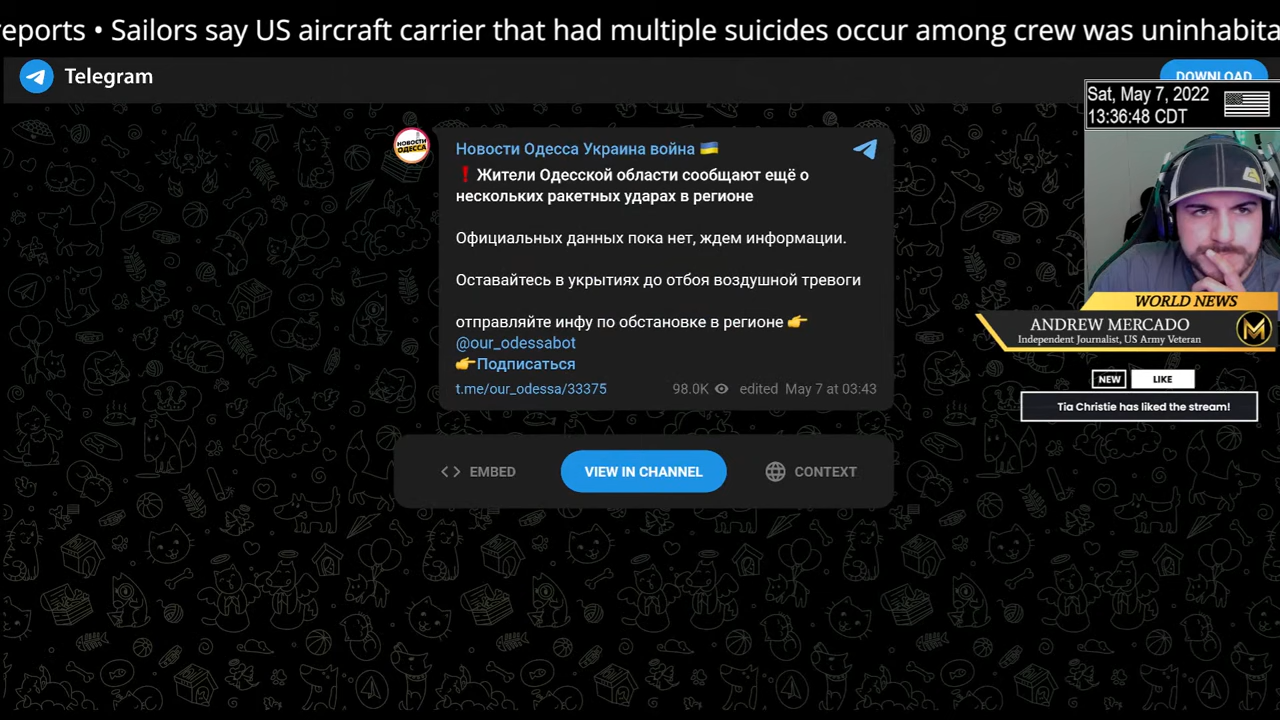 reports • Sailors say US aircraft carrier that had multiple suicides occur among crew was uninhabita
Telegram
DOWNLOAD
Sat, May 7, 2022
13:36:48 CDT
НОВОСТИ
ОДЕССА
Новости Одесса Украина война 🇺🇦
❗Жители Одесской области сообщают ещё о
нескольких ракетных ударах в регионе
Официальных данных пока нет, ждем информации.
Оставайтесь в укрытиях до отбоя воздушной тревоги
отправляйте инфу по обстановке в регионе 👉
@our_odessabot
👉Подписаться
t.me/our_odessa/33375 98.0K edited May 7 at 03:43
WORLD NEWS
ANDREW MERCADO
Independent Journalist, US Army Veteran
NEW LIKE
Tia Christie has liked the stream!
EMBED VIEW IN CHANNEL CONTEXT